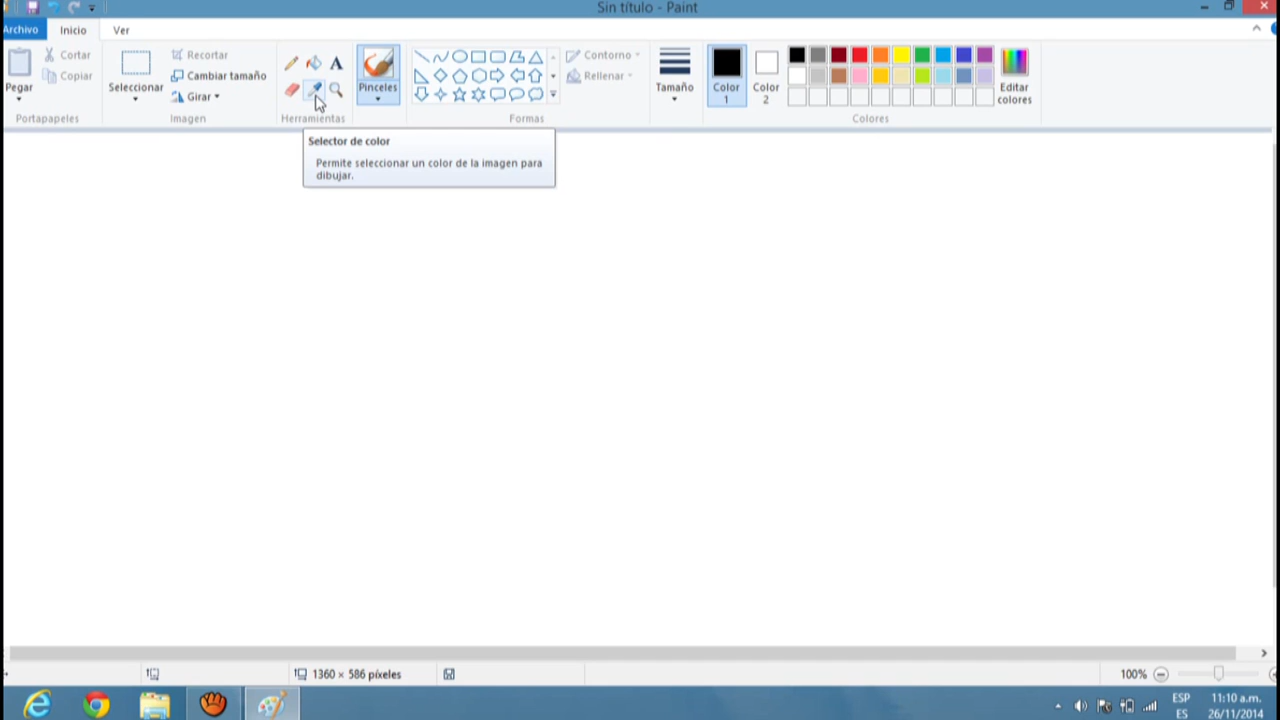 Sin título - Paint
Archivo Inicio Ver
Pegar
Cortar
Copiar
Portapapeles
Seleccionar
Recortar
Cambiar tamaño
Girar
Imagen
A
Herramientas
Pinceles
Contorno
Rellenar
Formas
Tamaño
Color
1
Color
2
Editar
colores
Colores
Selector de color
Permite seleccionar un color de la imagen para
dibujar.
1360 × 586 píxeles
100%
ESP
ES
11:10 a.m.
26/11/2014